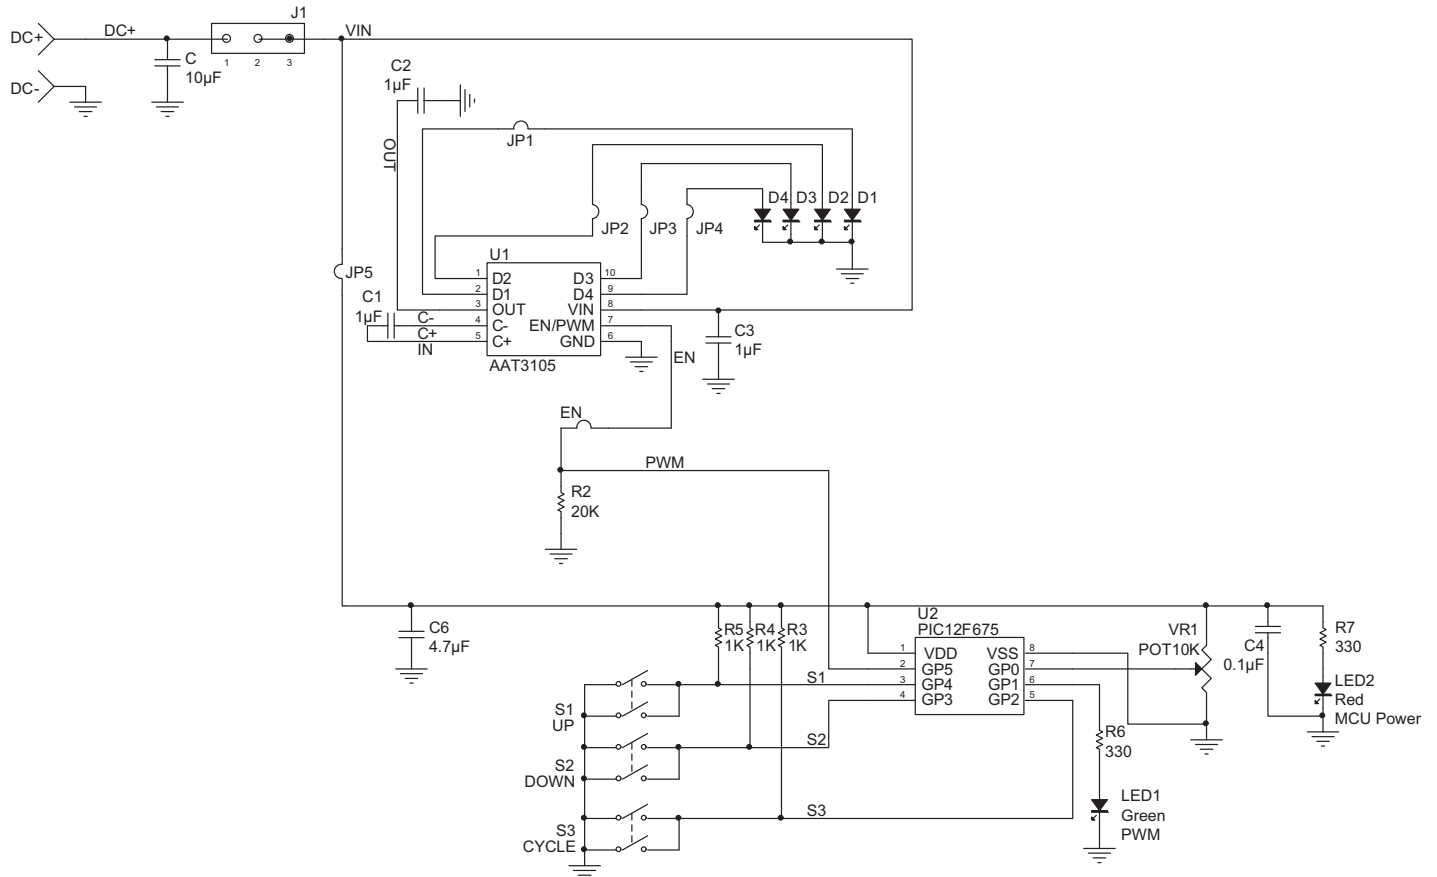 J1
DC+
DC+
VIN
1
2
3
C
10µF
DC-
C2
1µF
OUT
JP1
D4
D3
D2
D1
JP2
JP3
JP4
JP5
U1
1
D2
D3
10
2
D1
D4
9
3
OUT
VIN
8
4
C-
EN/PWM
7
5
C+
GND
6
AAT3105
C1
1µF
C-
C+
IN
EN
C3
1µF
EN
PWM
R2
20K
C6
4.7µF
R5
1K
R4
1K
R3
1K
U2
PIC12F675
1
VDD
VSS
8
2
GP5
GP0
7
3
GP4
GP1
6
4
GP3
GP2
5
VR1
POT10K
C4
0.1µF
R7
330
LED2
Red
MCU Power
S1
S1
UP
S2
S2
DOWN
S3
S3
CYCLE
R6
330
LED1
Green
PWM